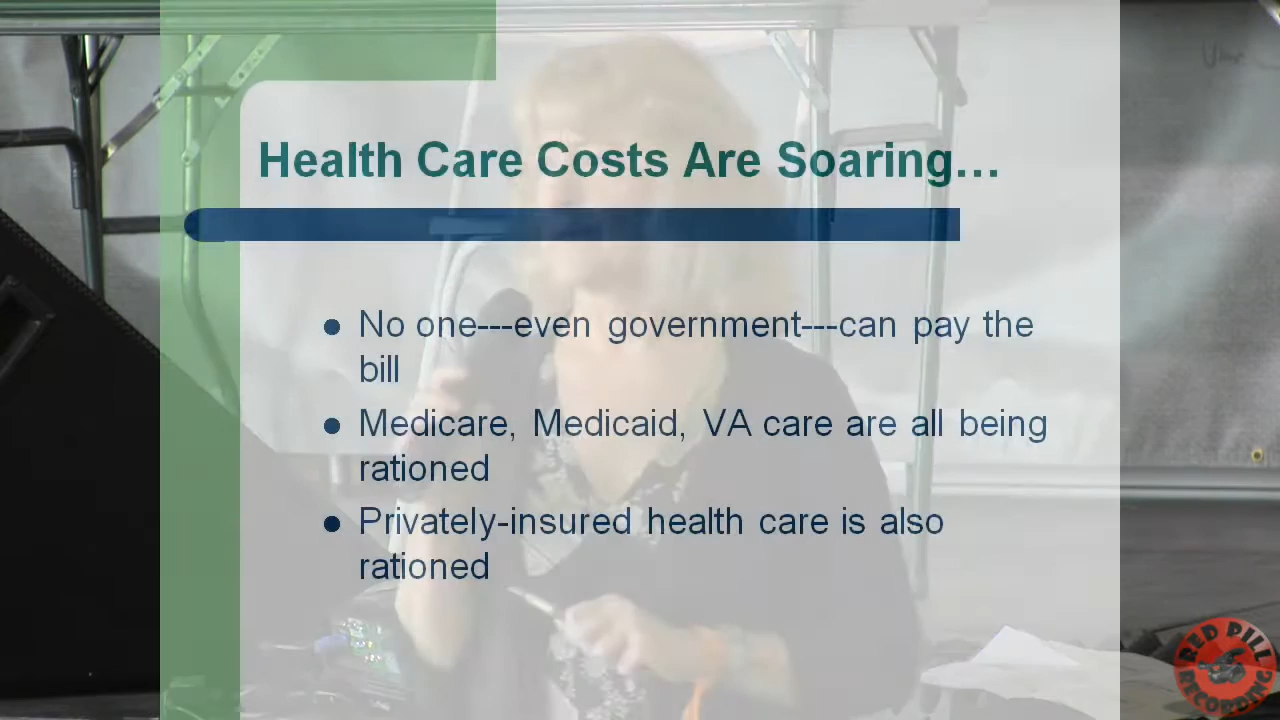 Health Care Costs Are Soaring...
No one---even government---can pay the
bill
Medicare, Medicaid, VA care are all being
rationed
Privately-insured health care is also
rationed
RED PILL
RECORDING